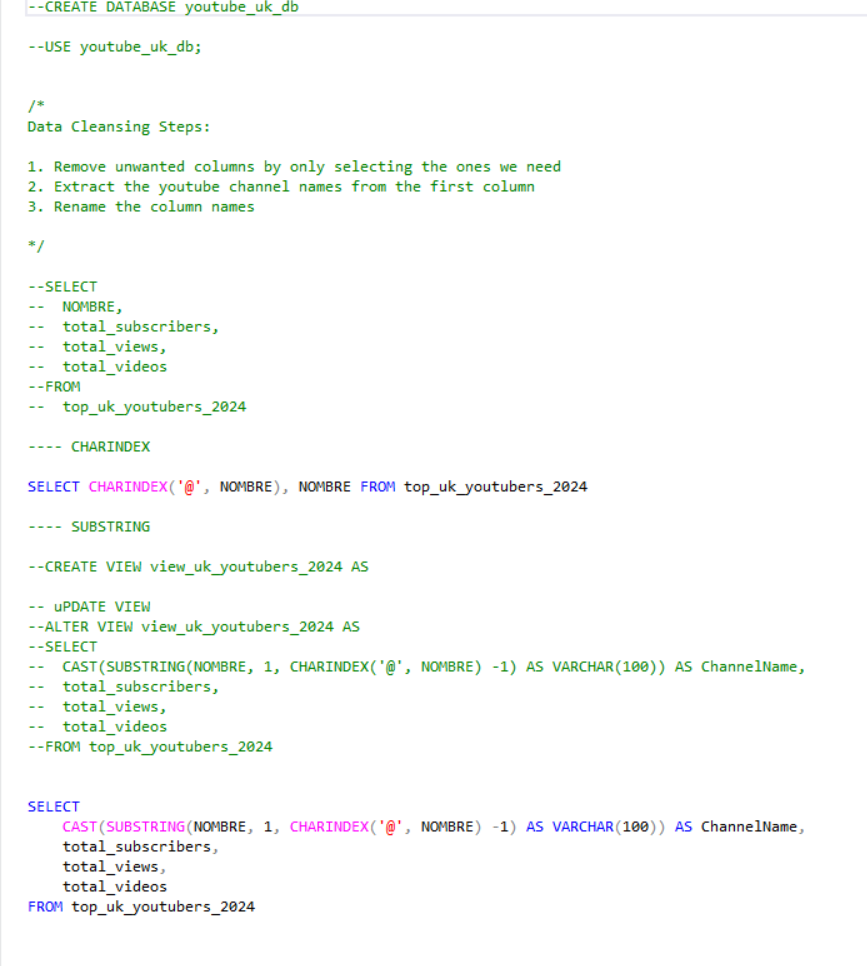 --CREATE DATABASE youtube_uk_db
--USE youtube_uk_db;
/*
Data Cleansing Steps:
1. Remove unwanted columns by only selecting the ones we need
2. Extract the youtube channel names from the first column
3. Rename the column names
*/
--SELECT
--  NOMBRE,
--  total_subscribers,
--  total_views,
--  total_videos
--FROM
--  top_uk_youtubers_2024
---- CHARINDEX
SELECT CHARINDEX('@', NOMBRE), NOMBRE FROM top_uk_youtubers_2024
---- SUBSTRING
--CREATE VIEW view_uk_youtubers_2024 AS
-- uPDATE VIEW
--ALTER VIEW view_uk_youtubers_2024 AS
--SELECT
--  CAST(SUBSTRING(NOMBRE, 1, CHARINDEX('@', NOMBRE) -1) AS VARCHAR(100)) AS ChannelName,
--  total_subscribers,
--  total_views,
--  total_videos
--FROM top_uk_youtubers_2024
SELECT
    CAST(SUBSTRING(NOMBRE, 1, CHARINDEX('@', NOMBRE) -1) AS VARCHAR(100)) AS ChannelName,
    total_subscribers,
    total_views,
    total_videos
FROM top_uk_youtubers_2024